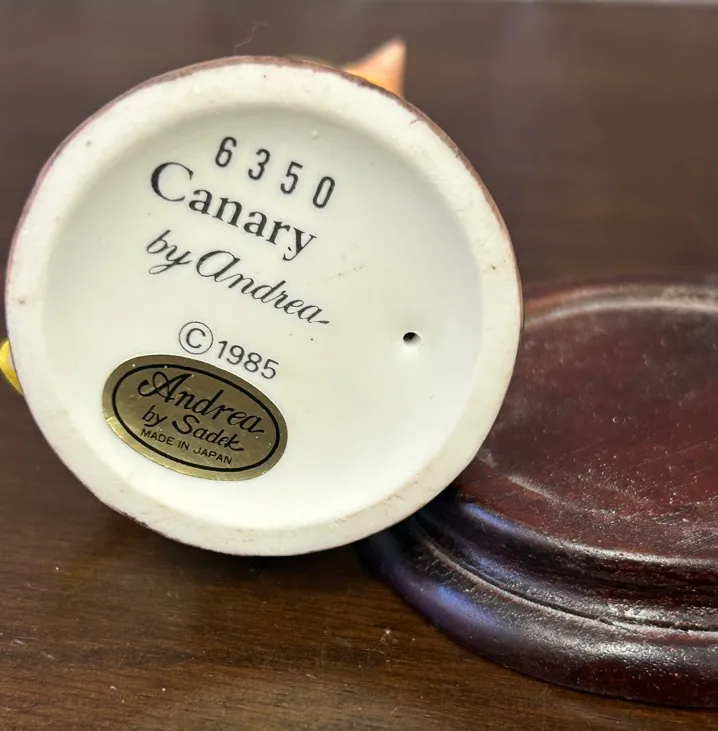 6350
Canary
by Andrea
© 1985
Andrea
by Sadek
MADE IN JAPAN